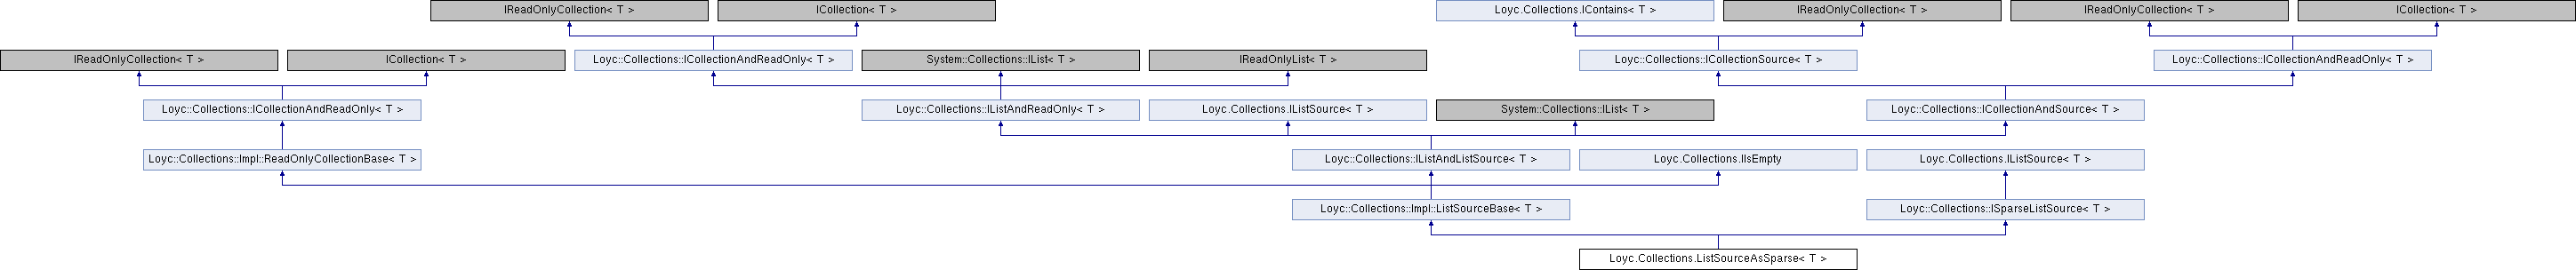 IReadOnlyCollection< T >
ICollection< T >
Loyc.Collections.IContains< T >
IReadOnlyCollection< T >
IReadOnlyCollection< T >
ICollection< T >
IReadOnlyCollection< T >
ICollection< T >
Loyc::Collections::ICollectionAndReadOnly< T >
System::Collections::IList< T >
IReadOnlyList< T >
Loyc::Collections::ICollectionSource< T >
Loyc::Collections::ICollectionAndReadOnly< T >
Loyc::Collections::ICollectionAndReadOnly< T >
Loyc::Collections::IListAndReadOnly< T >
Loyc.Collections.IListSource< T >
System::Collections::IList< T >
Loyc::Collections::ICollectionAndSource< T >
Loyc::Collections::Impl::ReadOnlyCollectionBase< T >
Loyc::Collections::IListAndListSource< T >
Loyc.Collections.IIsEmpty
Loyc.Collections.IListSource< T >
Loyc::Collections::Impl::ListSourceBase< T >
Loyc::Collections::ISparseListSource< T >
Loyc.Collections.ListSourceAsSparse< T >